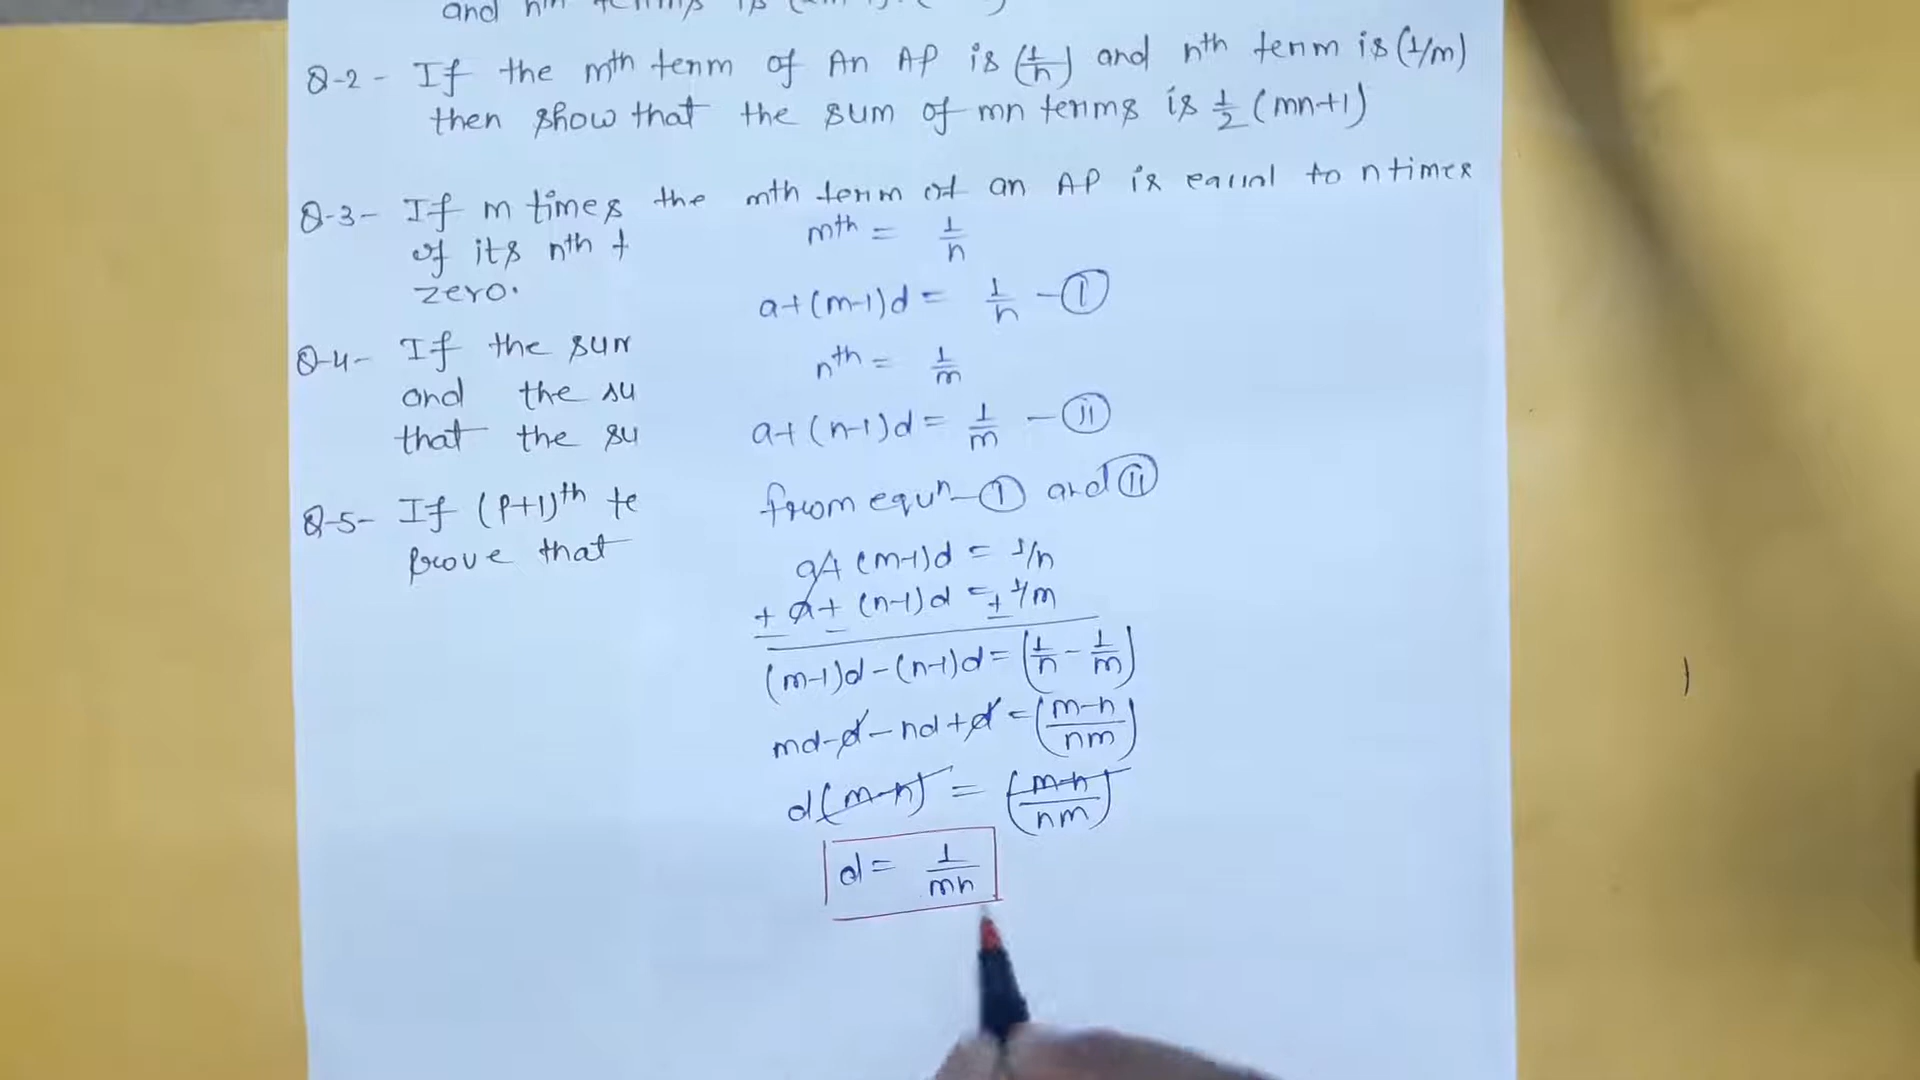 and nth terms is
Q-2- If the mth term of An AP is (1/n) and nth term is (1/m)
then show that the sum of mn terms is 1/2 (mn+1)
Q-3- If m times the mth term of an AP is equal to n times
of its nth t
zero.
Q-4- If the sum
and the su
that the su
Q-5- If (P+1)th te
prove that
mth = 1/n
a+(m-1)d = 1/n - I
nth = 1/m
a+(n-1)d = 1/m - II
from equn- I and II
a+(m-1)d = 1/n
+ a+ (n-1)d = + 1/m
(m-1)d-(n-1)d = (1/n - 1/m)
md-d-nd+d = (m-n/nm)
d(m-n) = (m-n/nm)
d = 1/mn